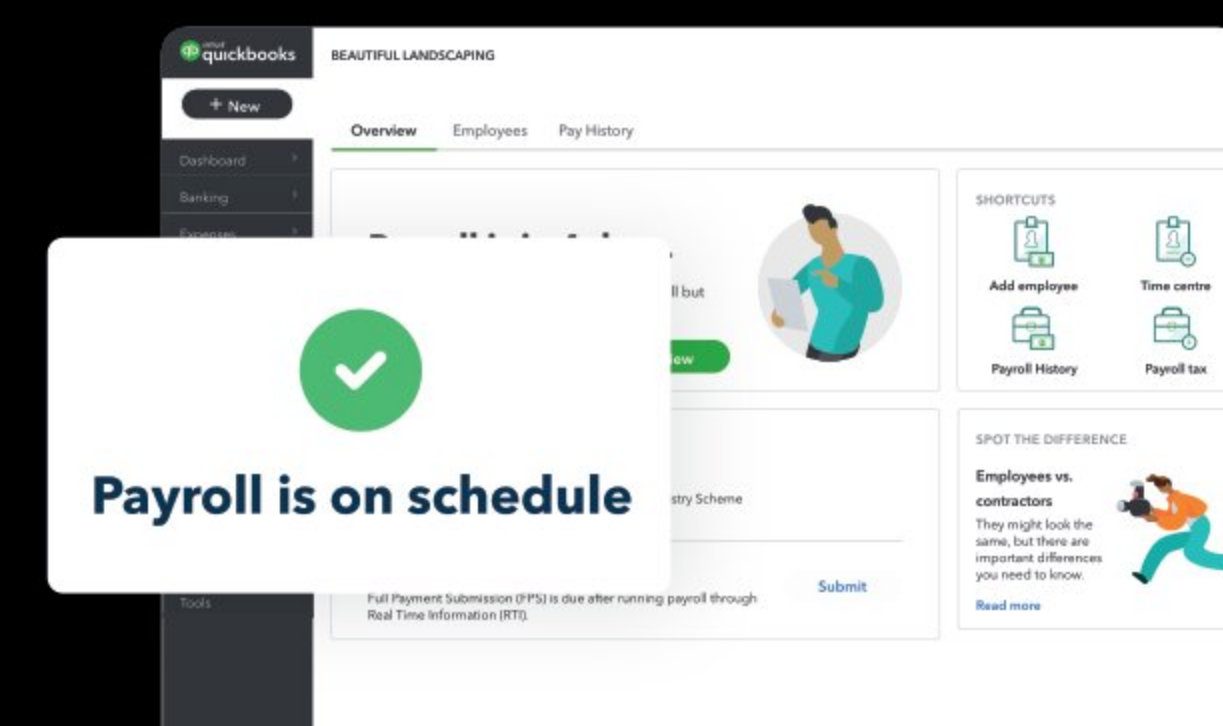 intuit
quickbooks
BEAUTIFUL LANDSCAPING
+ New
Overview
Employees
Pay History
Dashboard
Banking
Expenses
Tools
ll but
ew
Payroll is on schedule
stry Scheme
Full Payment Submission (FPS) is due after running payroll through
Real Time Information (RTI).
Submit
SHORTCUTS
Add employee
Time centre
Payroll History
Payroll tax
SPOT THE DIFFERENCE
Employees vs.
contractors
They might look the
same, but there are
important differences
you need to know.
Read more